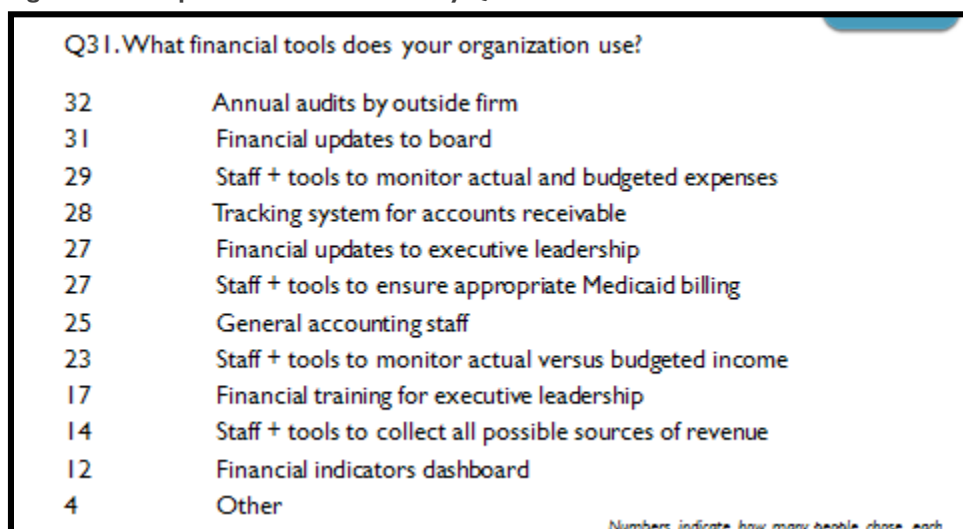 Q31. What financial tools does your organization use?
32 Annual audits by outside firm
31 Financial updates to board
29 Staff + tools to monitor actual and budgeted expenses
28 Tracking system for accounts receivable
27 Financial updates to executive leadership
27 Staff + tools to ensure appropriate Medicaid billing
25 General accounting staff
23 Staff + tools to monitor actual versus budgeted income
17 Financial training for executive leadership
14 Staff + tools to collect all possible sources of revenue
12 Financial indicators dashboard
4 Other
Numbers indicate how many people chose each